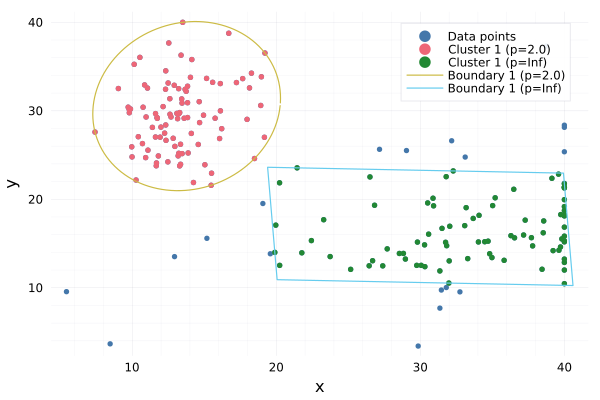 40
30
20
10
10
20
30
40
x
y
Data points
Cluster 1 (p=2.0)
Cluster 1 (p=Inf)
Boundary 1 (p=2.0)
Boundary 1 (p=Inf)